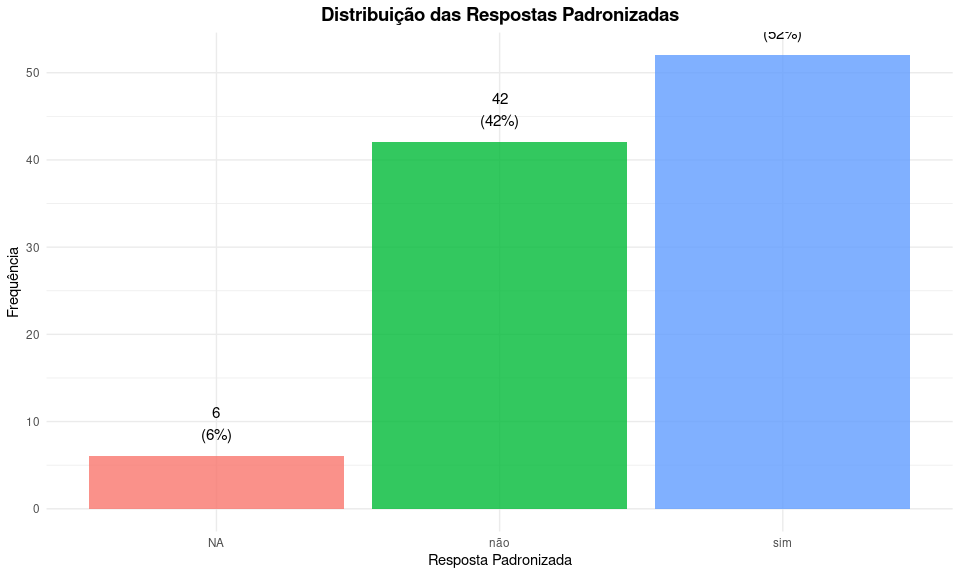 Distribuição das Respostas Padronizadas
(52%)
50
42
(42%)
40
Frequência
30
20
10
6
(6%)
0
NA
não
sim
Resposta Padronizada